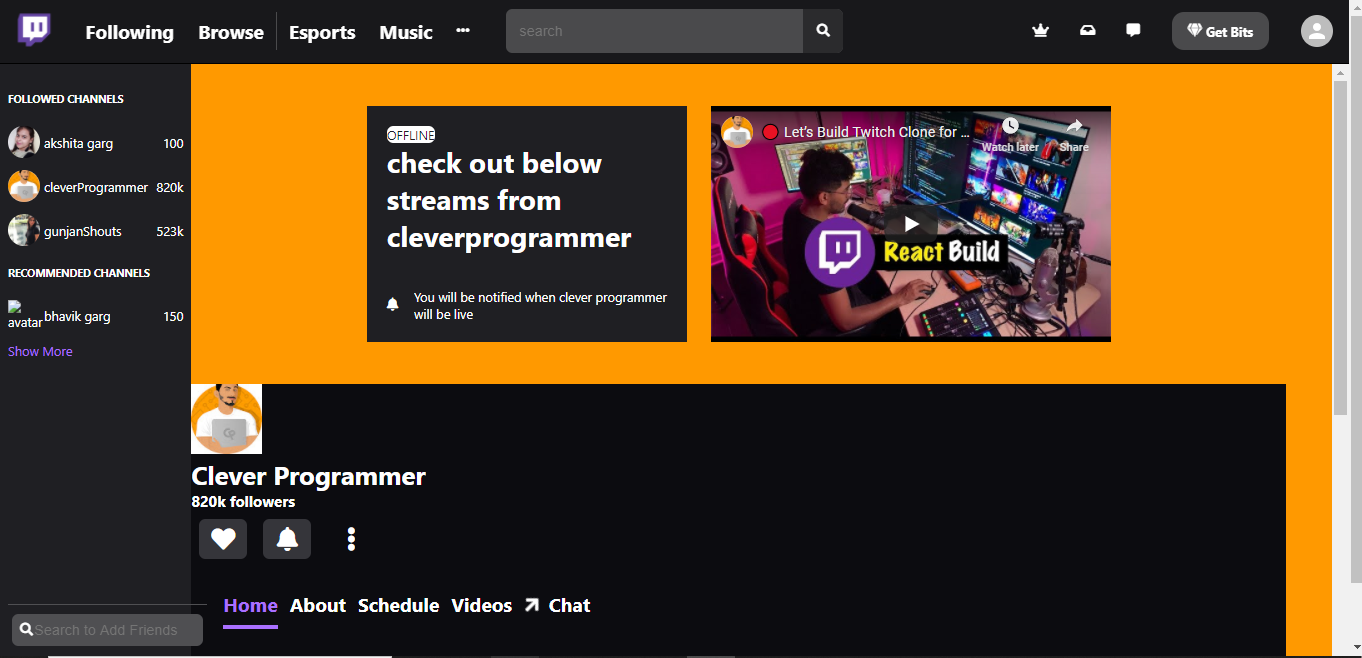 Following Browse Esports Music ••• search Get Bits
FOLLOWED CHANNELS
akshita garg 100
cleverProgrammer 820k
gunjanShouts 523k
RECOMMENDED CHANNELS
avatar bhavik garg 150
Show More
Search to Add Friends
OFFLINE
check out below
streams from
cleverprogrammer
You will be notified when clever programmer
will be live
Let's Build Twitch Clone for ...
Watch later Share
React Build
CP
Clever Programmer
820k followers
Home About Schedule Videos Chat